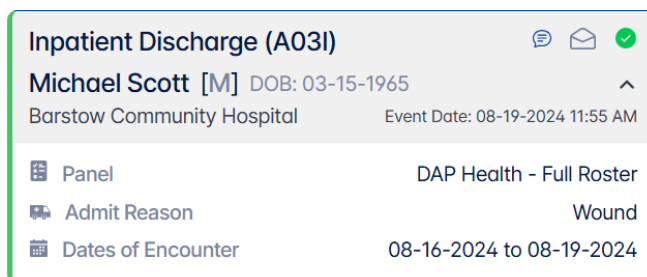 Inpatient Discharge (A03I)
Michael Scott [M] DOB: 03-15-1965
Barstow Community Hospital Event Date: 08-19-2024 11:55 AM
Panel DAP Health - Full Roster
Admit Reason Wound
Dates of Encounter 08-16-2024 to 08-19-2024